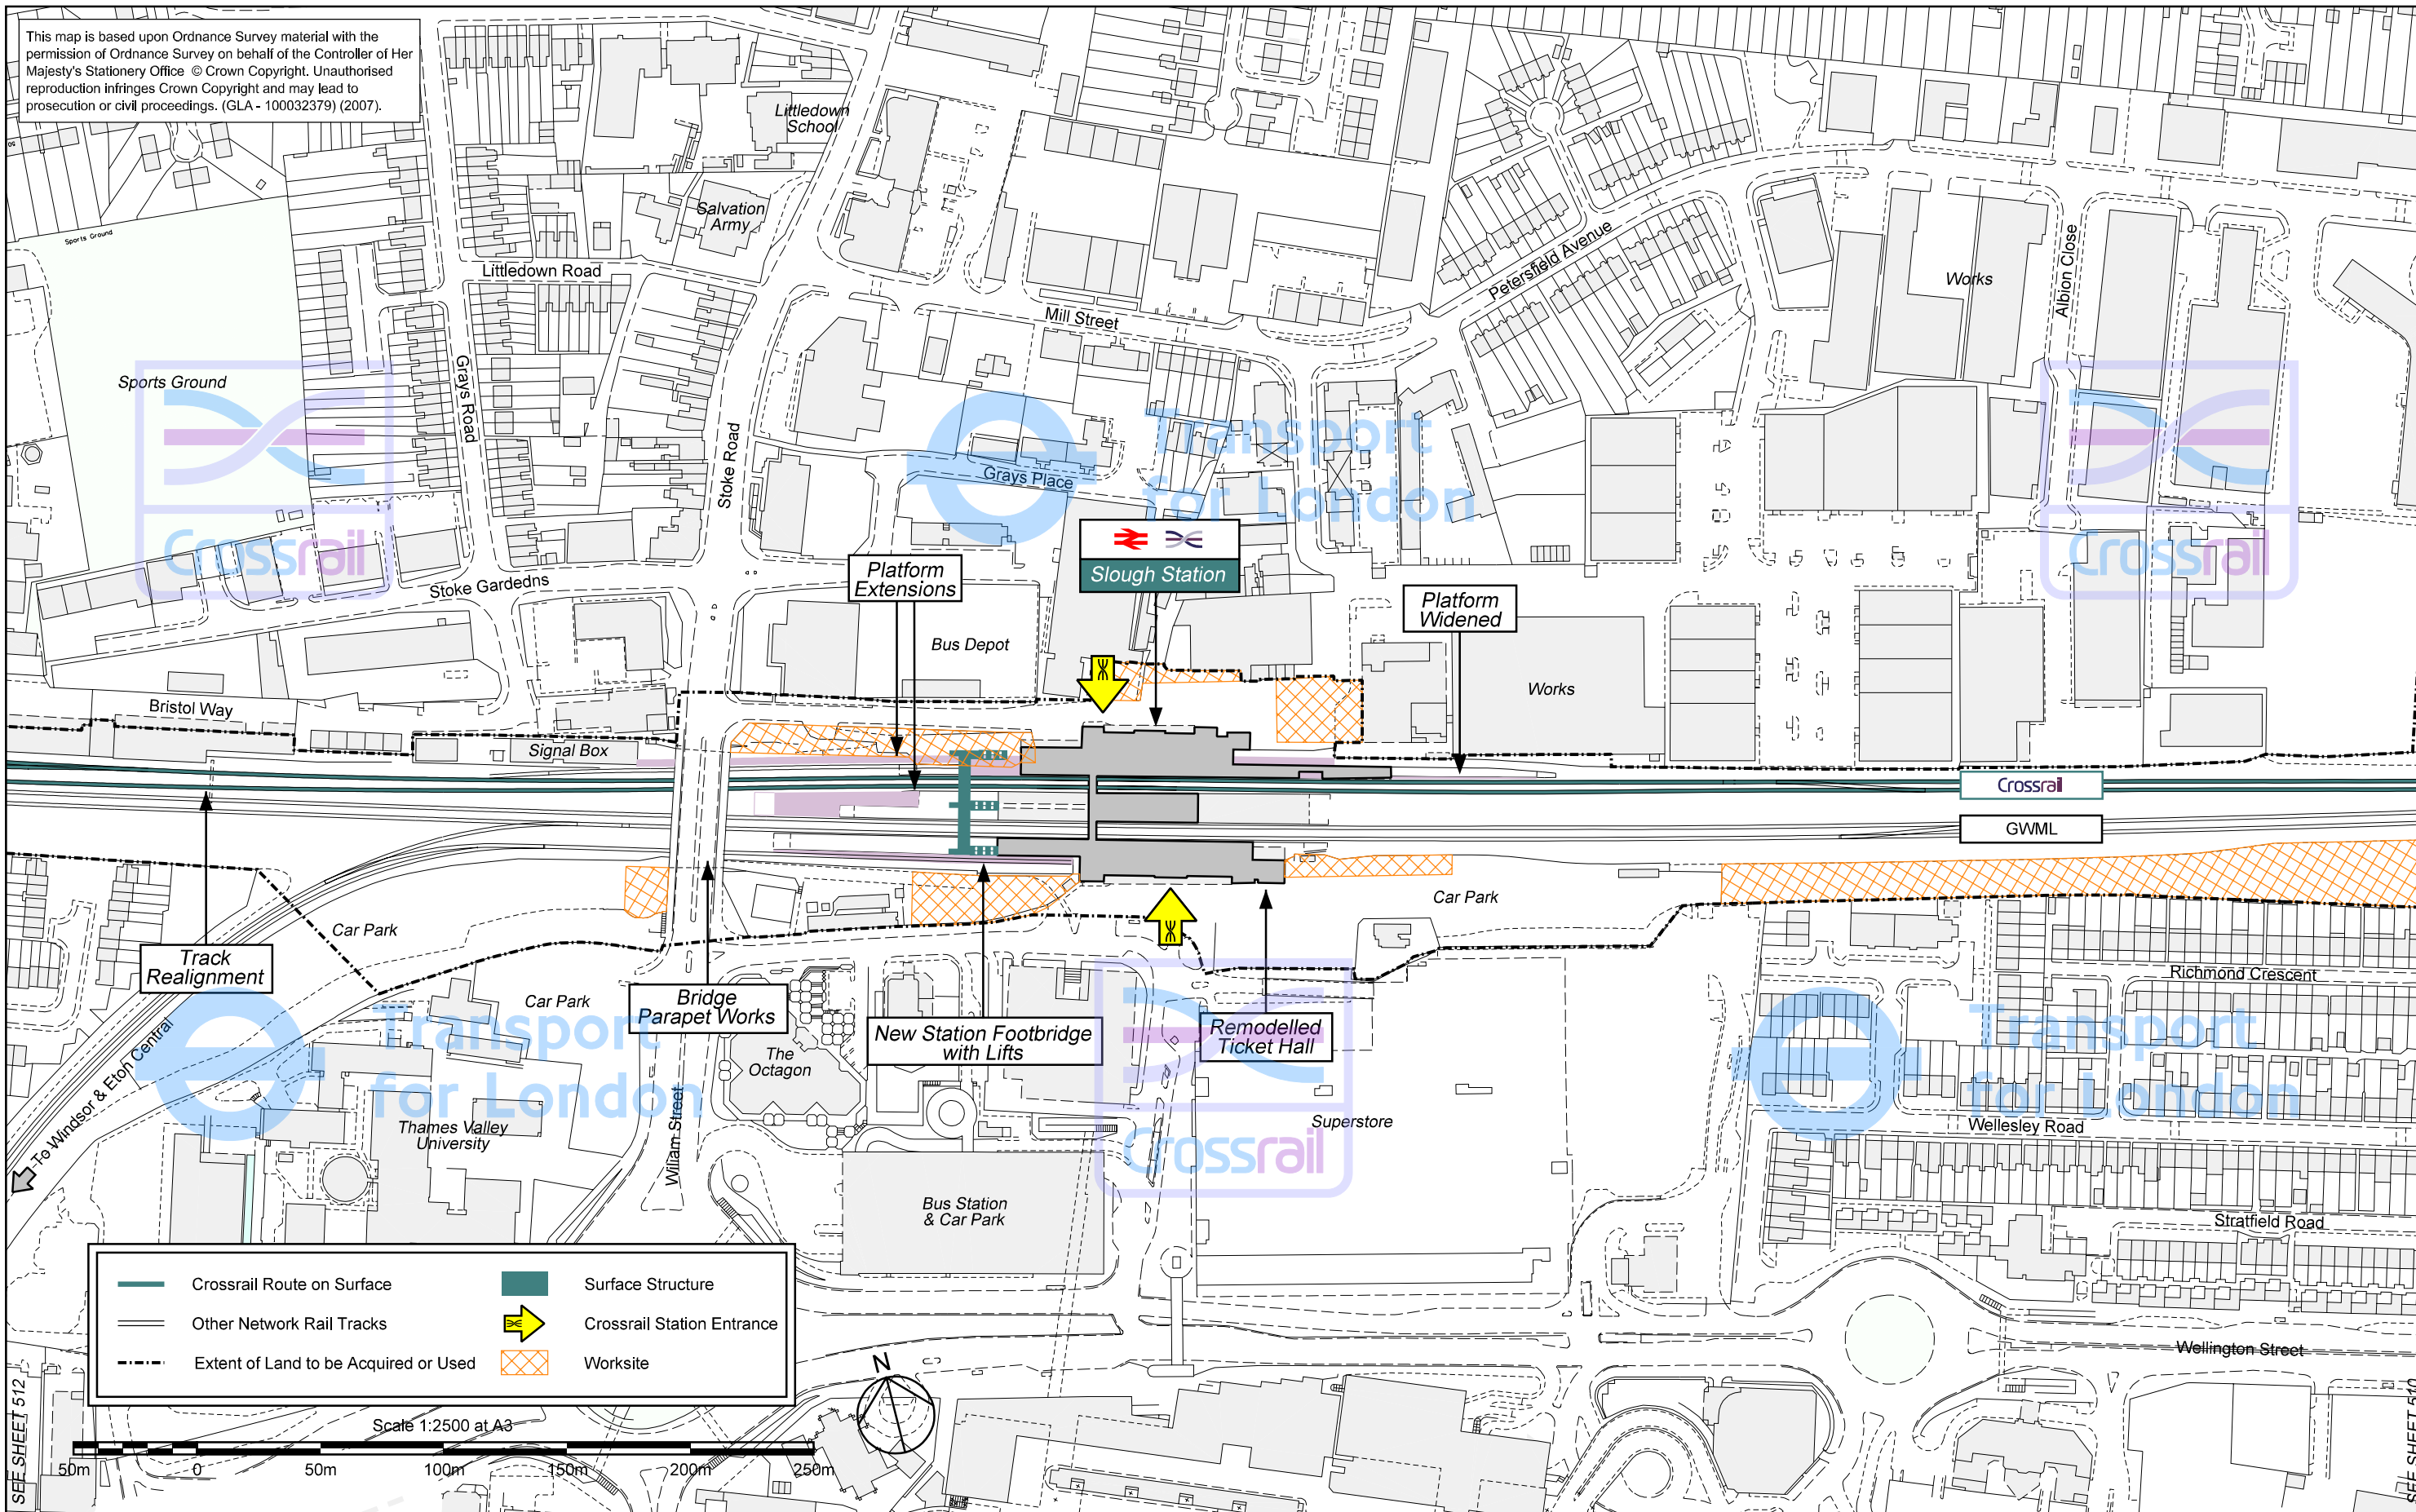 This map is based upon Ordnance Survey material with the
permission of Ordnance Survey on behalf of the Controller of Her
Majesty's Stationery Office © Crown Copyright. Unauthorised
reproduction infringes Crown Copyright and may lead to
prosecution or civil proceedings. (GLA - 100032379) (2007).
Littledown
School
Salvation
Army
Sports Ground
Littledown Road
Petersfield Avenue
Works
Albion Close
Mill Street
Sports Ground
Grays Road
Stoke Road
Transport
for London
Grays Place
Crossrail
Crossrail
Slough Station
Platform
Extensions
Stoke Gardedns
Platform
Widened
Bus Depot
Works
Bristol Way
Signal Box
Crossrail
GWML
Car Park
Car Park
Track
Realignment
Car Park
Bridge
Parapet Works
New Station Footbridge
with Lifts
Remodelled
Ticket Hall
Richmond Crescent
Transport
for London
Transport
for London
The
Octagon
To Windsor & Eton Central
Thames Valley
University
William Street
Crossrail
Superstore
Wellesley Road
Bus Station
& Car Park
Stratfield Road
Crossrail Route on Surface
Surface Structure
Other Network Rail Tracks
Crossrail Station Entrance
Extent of Land to be Acquired or Used
Worksite
Wellington Street
N
Scale 1:2500 at A3
50m 0 50m 100m 150m 200m 250m
SEE SHEET 512
SEE SHEET 510